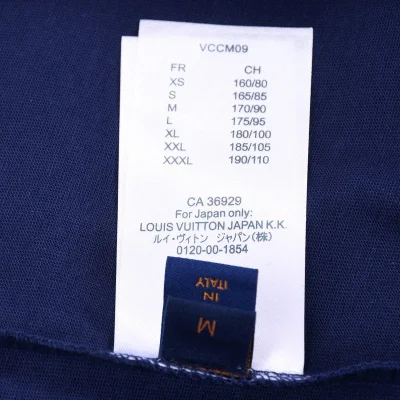 VCCM09
FR CH
XS 160/80
S 165/85
M 170/90
L 175/95
XL 180/100
XXL 185/105
XXXL 190/110
CA 36929
For Japan only:
LOUIS VUITTON JAPAN K.K.
ルイ・ヴィトン ジャパン(株)
0120-00-1854
IN
ITALY
M